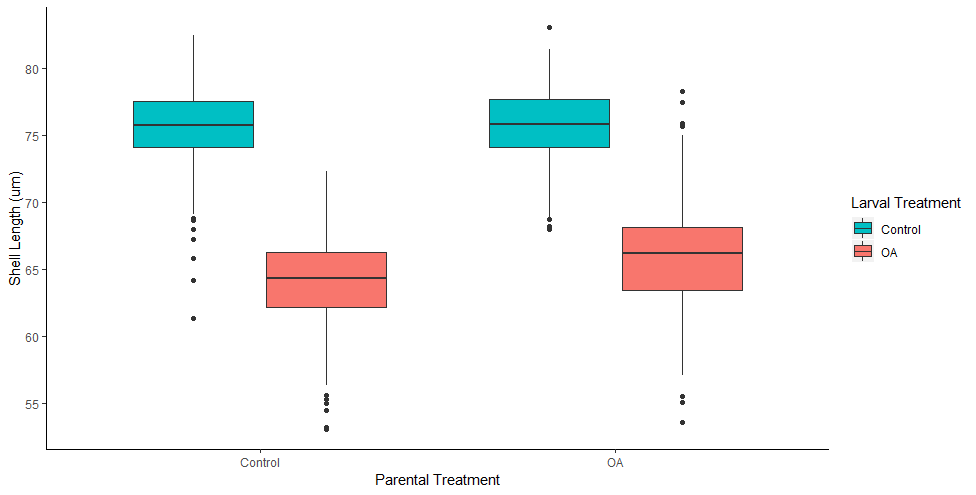 Shell Length (um)
80
75
70
65
60
55
Control
OA
Parental Treatment
Larval Treatment
Control
OA